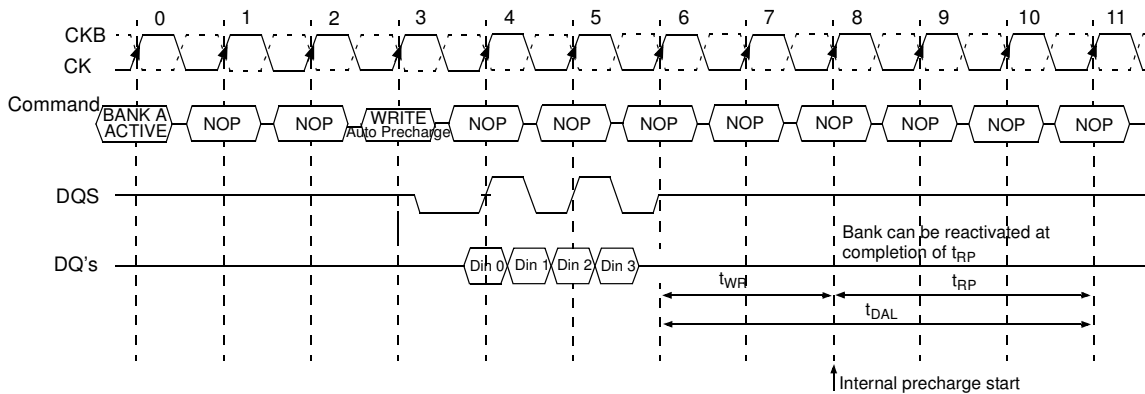 0 1 2 3 4 5 6 7 8 9 10 11
CKB
CK
Command
BANK A
ACTIVE
NOP
NOP
WRITE
Auto Precharge
NOP
NOP
NOP
NOP
NOP
NOP
NOP
NOP
DQS
Bank can be reactivated at
completion of tRP
DQ's
Din 0
Din 1
Din 2
Din 3
tWR
tRP
tDAL
Internal precharge start